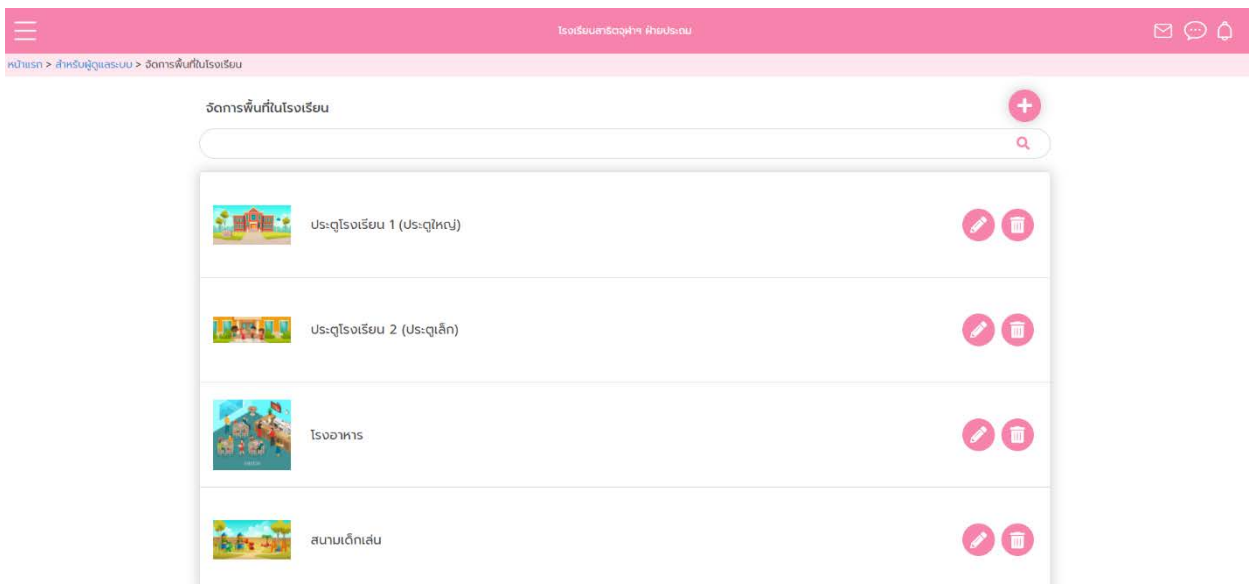 โรงเรียนสาธิตจุฬาฯ ฝ่ายประถม
หน้าแรก > สำหรับผู้ดูแลระบบ > จัดการพื้นที่ในโรงเรียน
จัดการพื้นที่ในโรงเรียน
ประตูโรงเรียน 1 (ประตูใหญ่)
ประตูโรงเรียน 2 (ประตูเล็ก)
โรงอาหาร
สนามเด็กเล่น